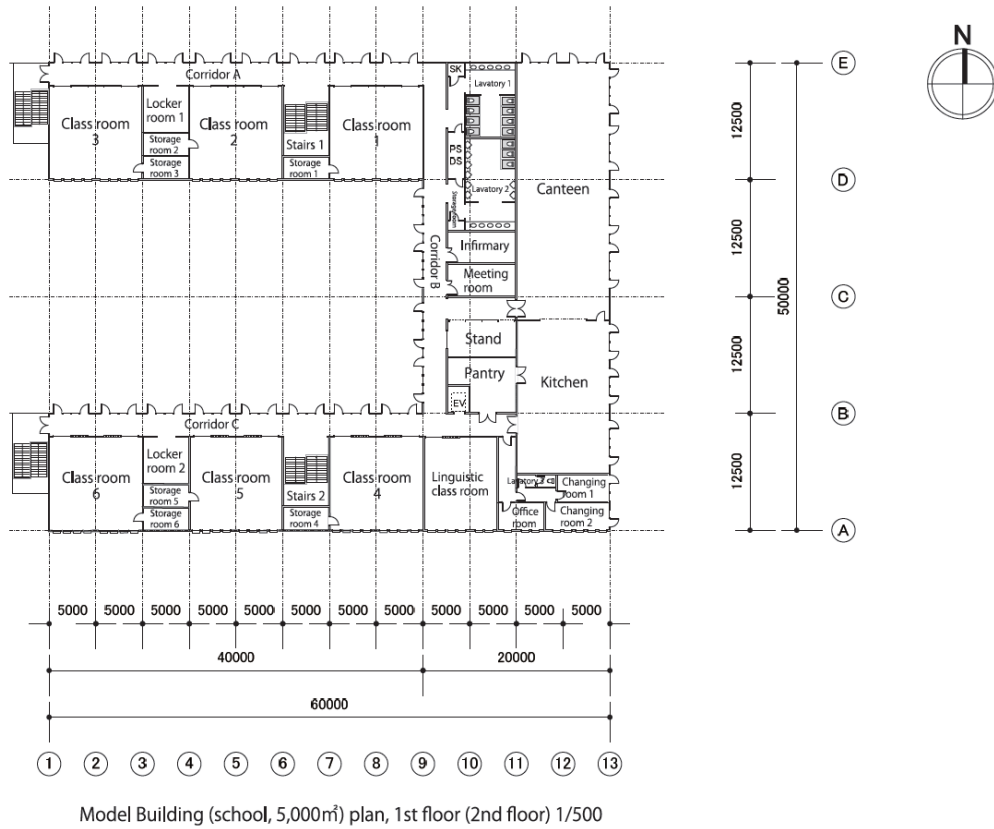 N
Corridor A
SK
Lavatory 1
E
Class room
3
Locker
room 1
Class room
2
Stairs 1
Class room
1
12500
Storage
room 2
Storage
room 3
Storage
room 1
PS
DS
Canteen
D
Lavatory 2
Storage room
Corridor B
Infirmary
12500
Meeting
room
C
50000
Stand
Pantry
Kitchen
EV
12500
B
Corridor C
Class room
6
Locker
room 2
Class room
5
Stairs 2
Class room
4
Linguistic
class room
12500
Storage
room 5
Storage
room 6
Storage
room 4
Lavatory 3
Changing
room 1
Office
room
Changing
room 2
A
5000 5000 5000 5000 5000 5000 5000 5000 5000 5000 5000 5000
40000 20000
60000
1 2 3 4 5 6 7 8 9 10 11 12 13
Model Building (school, 5,000㎡) plan, 1st floor (2nd floor) 1/500